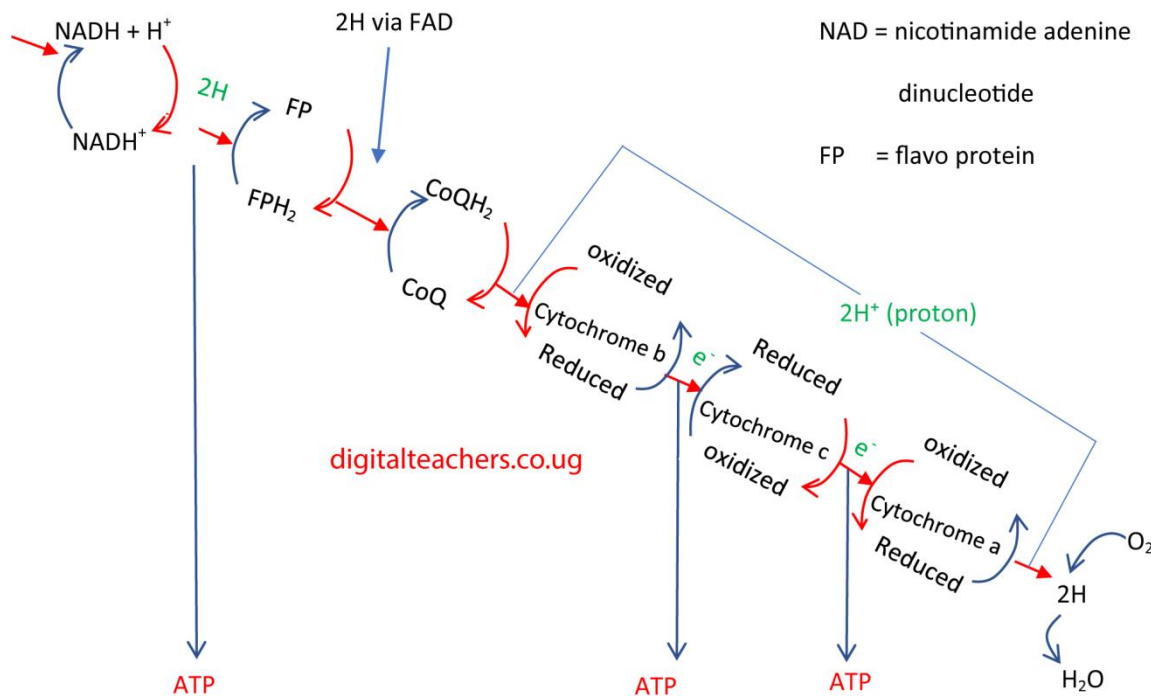 NADH + H⁺
2H via FAD
NAD = nicotinamide adenine
dinucleotide
2H
FP
NADH⁺
FP = flavo protein
FPH₂
CoQH₂
CoQ
oxidized
Cytochrome b
Reduced
2H⁺ (proton)
e⁻
Reduced
Cytochrome c
oxidized
e⁻
oxidized
Cytochrome a
Reduced
digitalteachers.co.ug
O₂
2H
H₂O
ATP
ATP
ATP